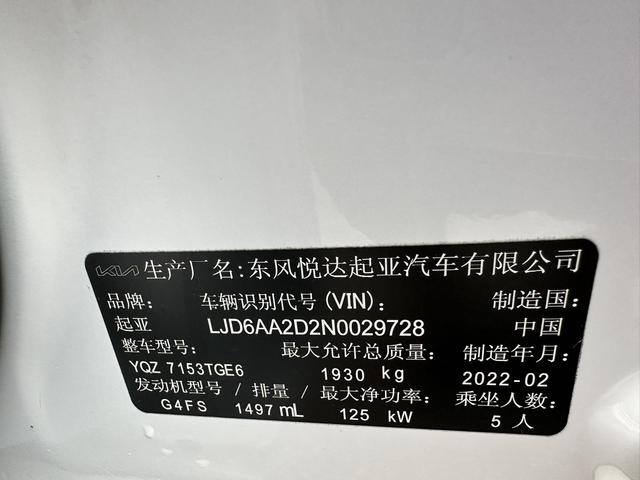 KIA 生产厂名:东风悦达起亚汽车有限公司
品牌: 车辆识别代号(VIN): 制造国:
起亚 LJD6AA2D2N0029728 中国
整车型号: 最大允许总质量: 制造年月:
YQZ 7153TGE6 1930 kg 2022-02
发动机型号 / 排量 / 最大净功率: 乘坐人数:
G4FS 1497 mL 125 kW 5 人